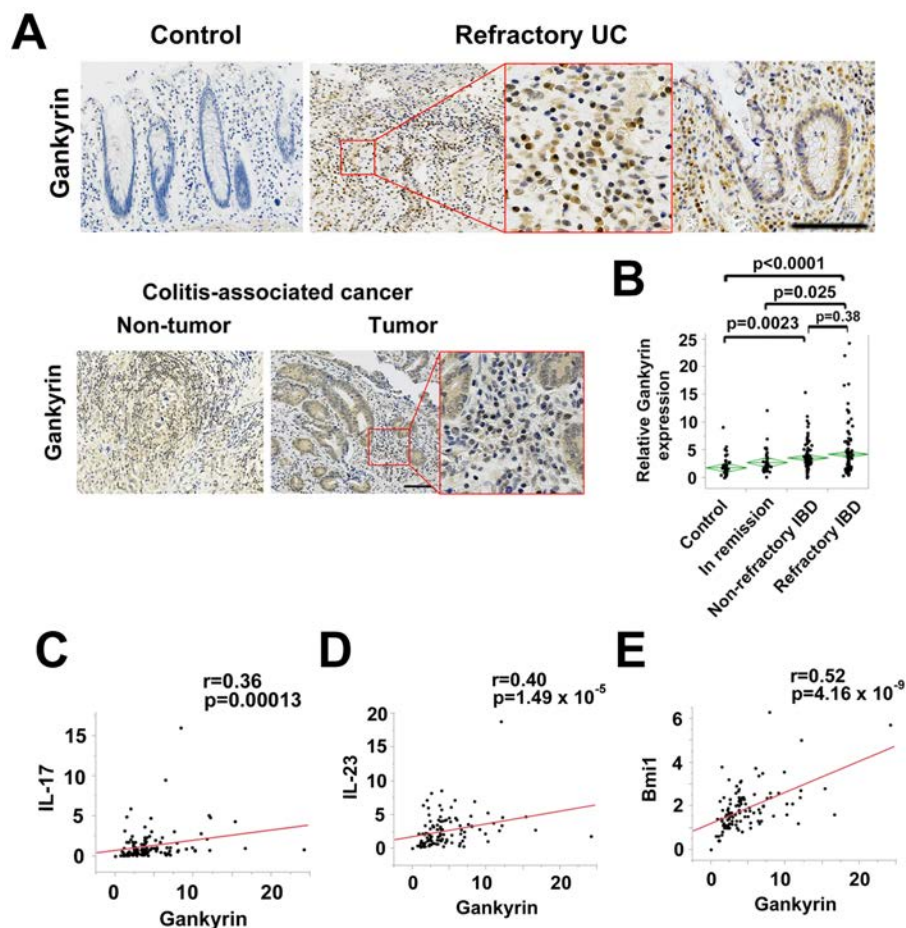 A
Control
Refractory UC
Gankyrin
Colitis-associated cancer
Non-tumor
Tumor
Gankyrin
B
p<0.0001
p=0.025
p=0.0023
p=0.38
Relative Gankyrin
expression
25
20
15
10
5
0
Control
In remission
Non-refractory IBD
Refractory IBD
C
r=0.36
p=0.00013
IL-17
15
10
5
0
0
10
20
Gankyrin
D
r=0.40
p=1.49 x 10⁻⁵
IL-23
20
15
10
5
0
0
10
20
Gankyrin
E
r=0.52
p=4.16 x 10⁻⁹
Bmi1
6
4
2
0
0
10
20
Gankyrin